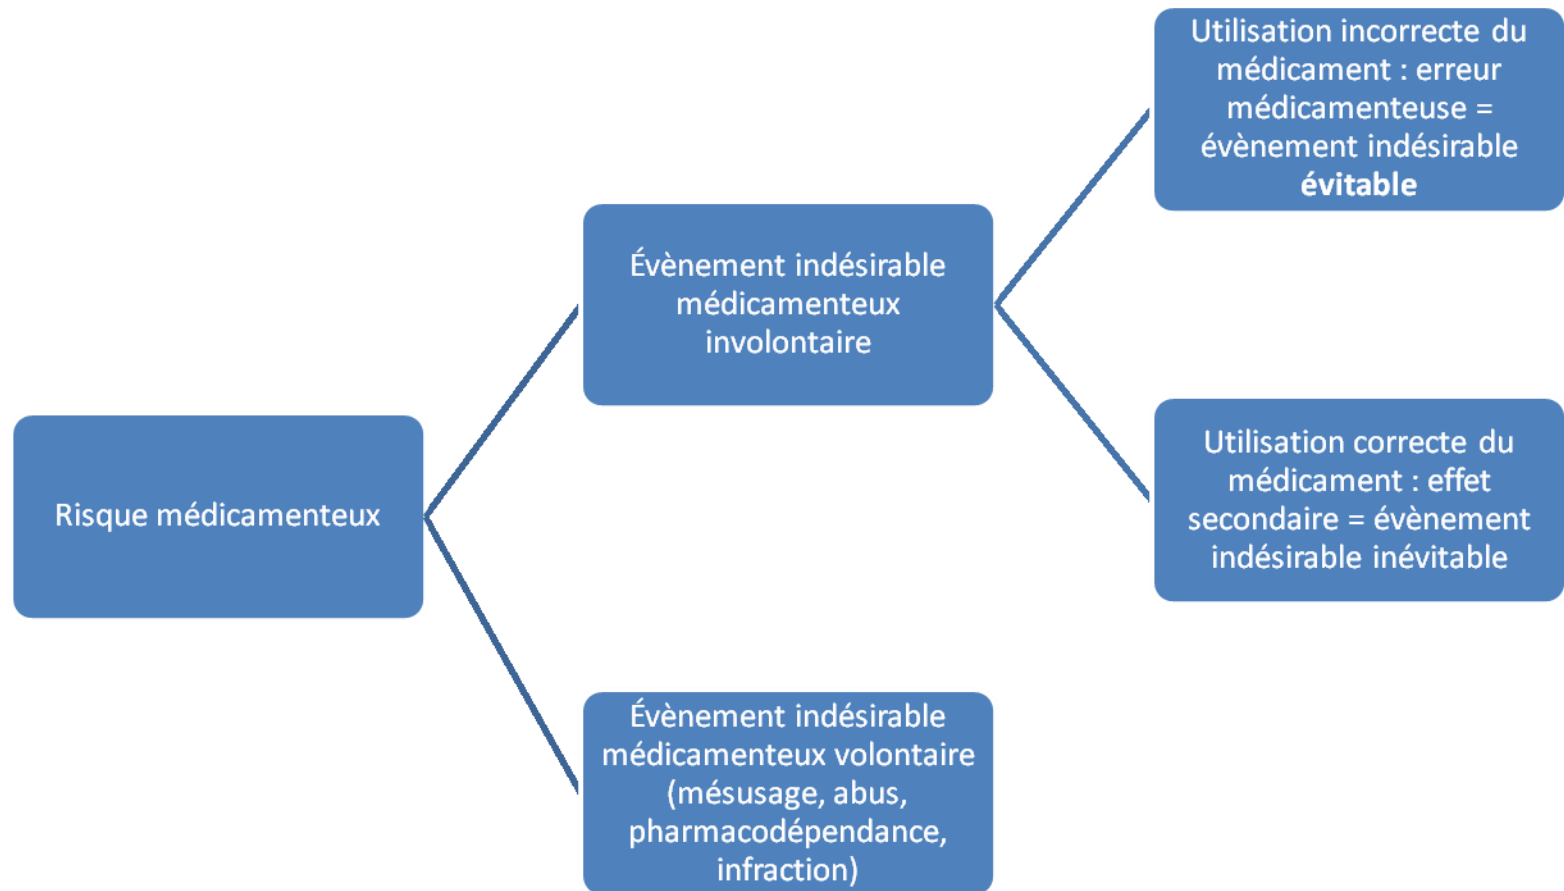 Utilisation incorrecte du
médicament : erreur
médicamenteuse =
évènement indésirable
évitable
Évènement indésirable
médicamenteux
involontaire
Risque médicamenteux
Utilisation correcte du
médicament : effet
secondaire = évènement
indésirable inévitable
Évènement indésirable
médicamenteux volontaire
(mésusage, abus,
pharmacodépendance,
infraction)